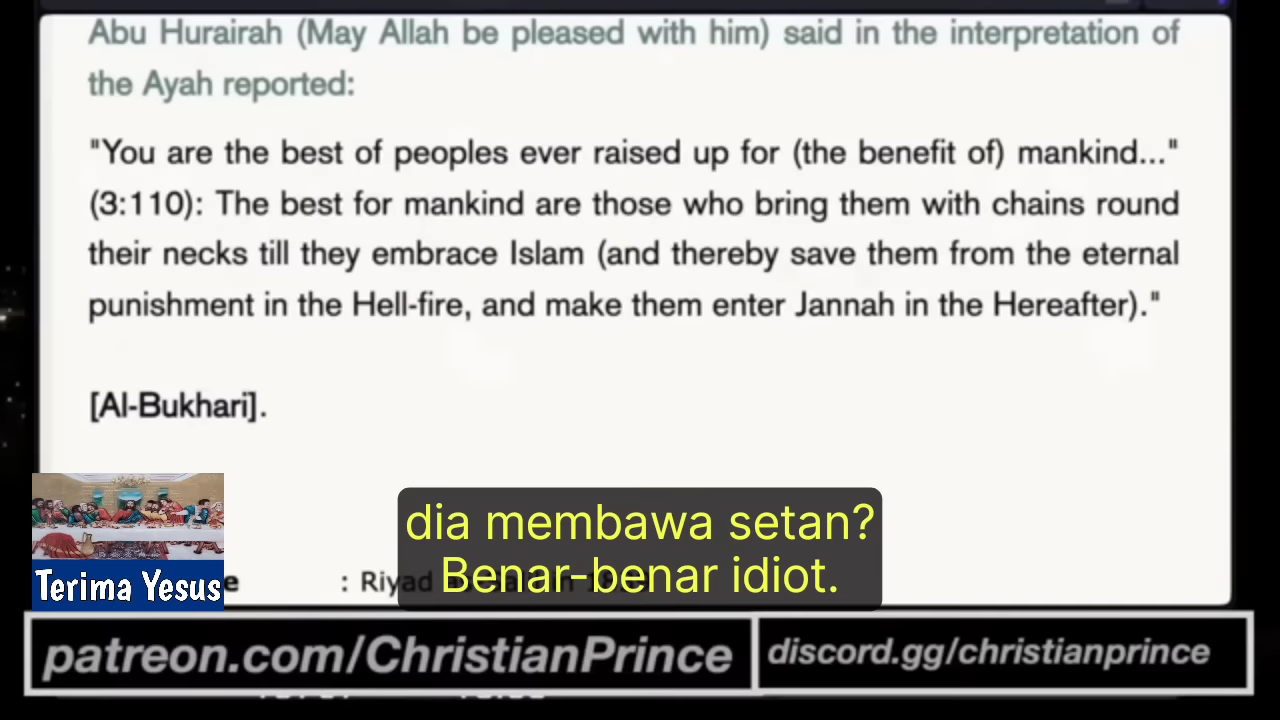 Abu Hurairah (May Allah be pleased with him) said in the interpretation of
the Ayah reported:
"You are the best of peoples ever raised up for (the benefit of) mankind..."
(3:110): The best for mankind are those who bring them with chains round
their necks till they embrace Islam (and thereby save them from the eternal
punishment in the Hell-fire, and make them enter Jannah in the Hereafter)."
[Al-Bukhari].
dia membawa setan?
Benar-benar idiot.
: Riyad
Terima Yesus
patreon.com/ChristianPrince
discord.gg/christianprince